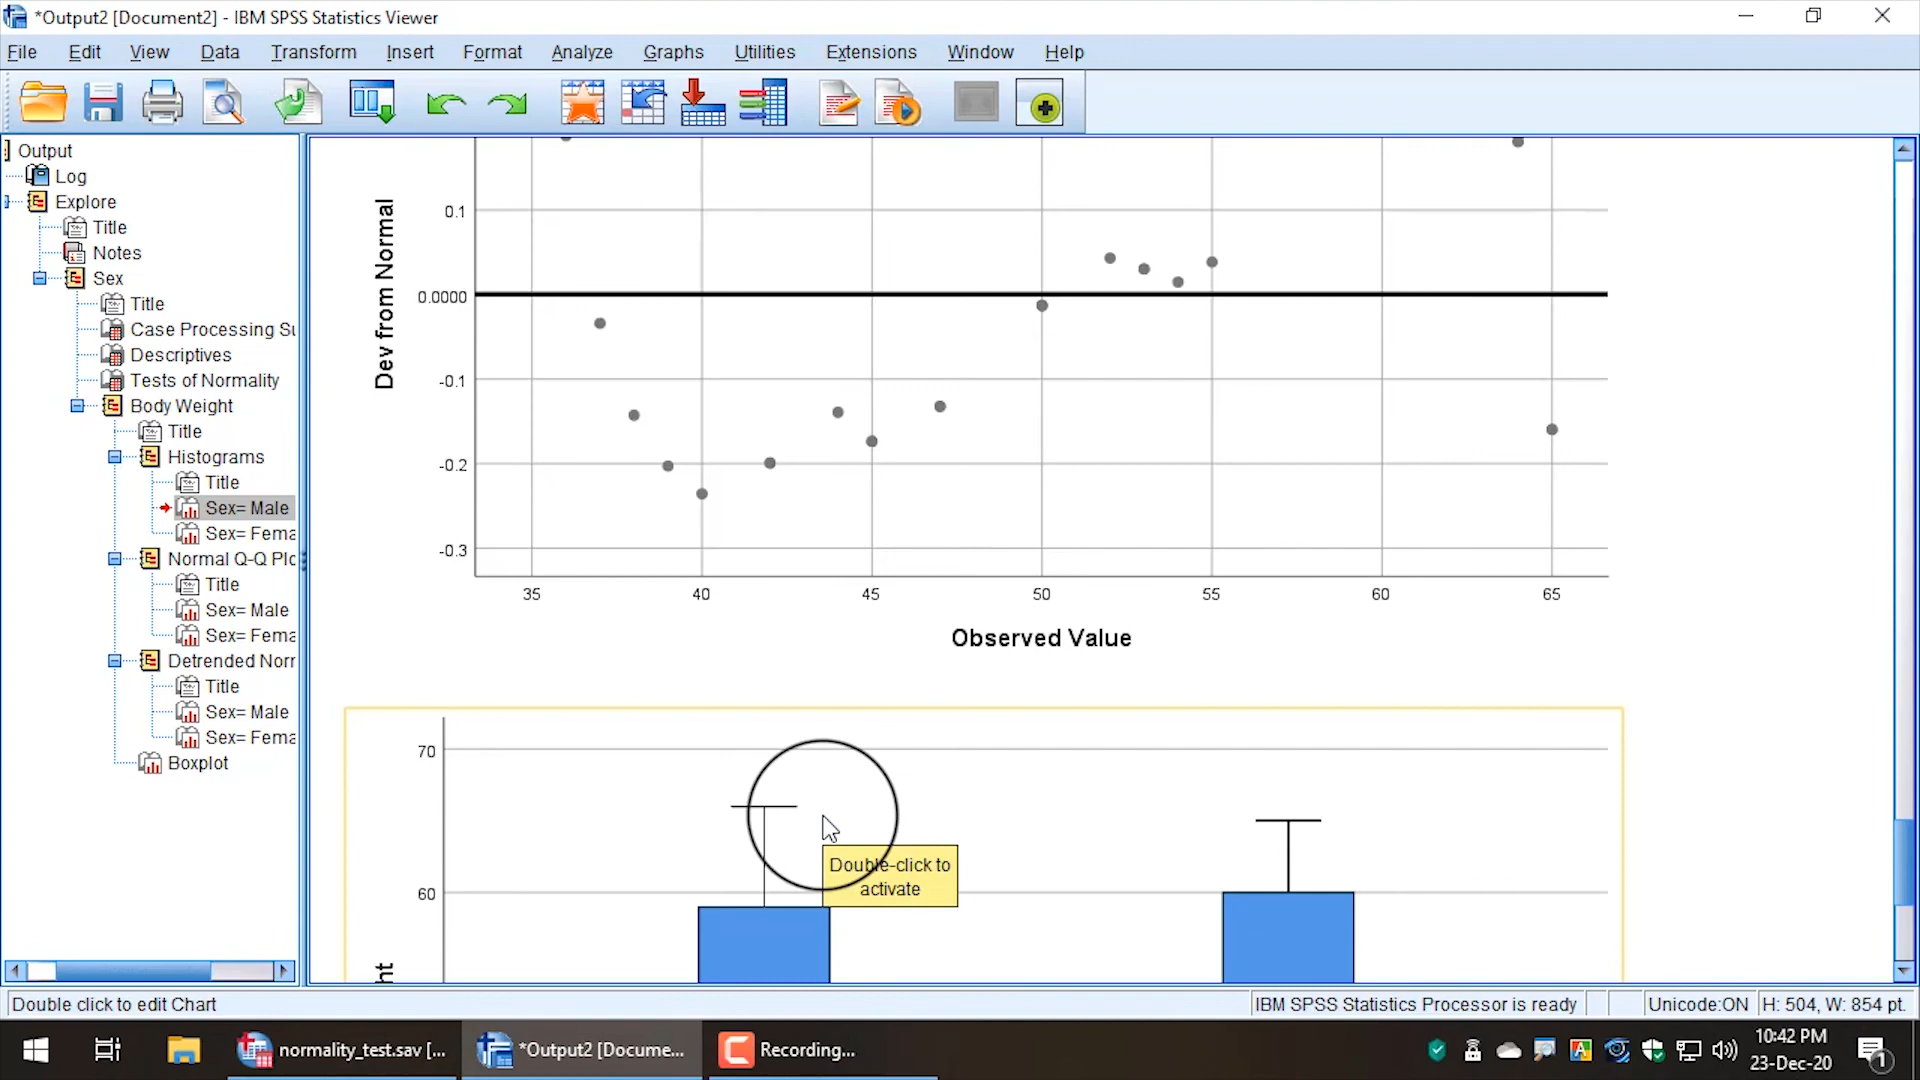 *Output2 [Document2] - IBM SPSS Statistics Viewer
File Edit View Data Transform Insert Format Analyze Graphs Utilities Extensions Window Help
Output
Log
Explore
Title
Notes
Sex
Title
Case Processing Su
Descriptives
Tests of Normality
Body Weight
Title
Histograms
Title
Sex= Male
Sex= Fema
Normal Q-Q Plo
Title
Sex= Male
Sex= Fema
Detrended Norr
Title
Sex= Male
Sex= Fema
Boxplot
Dev from Normal
0.1
0.0000
-0.1
-0.2
-0.3
35 40 45 50 55 60 65
Observed Value
70
60
ht
Double-click to
activate
Double click to edit Chart
IBM SPSS Statistics Processor is ready Unicode:ON H: 504, W: 854 pt.
normality_test.sav [...
*Output2 [Docume...
Recording...
10:42 PM
23-Dec-20
1